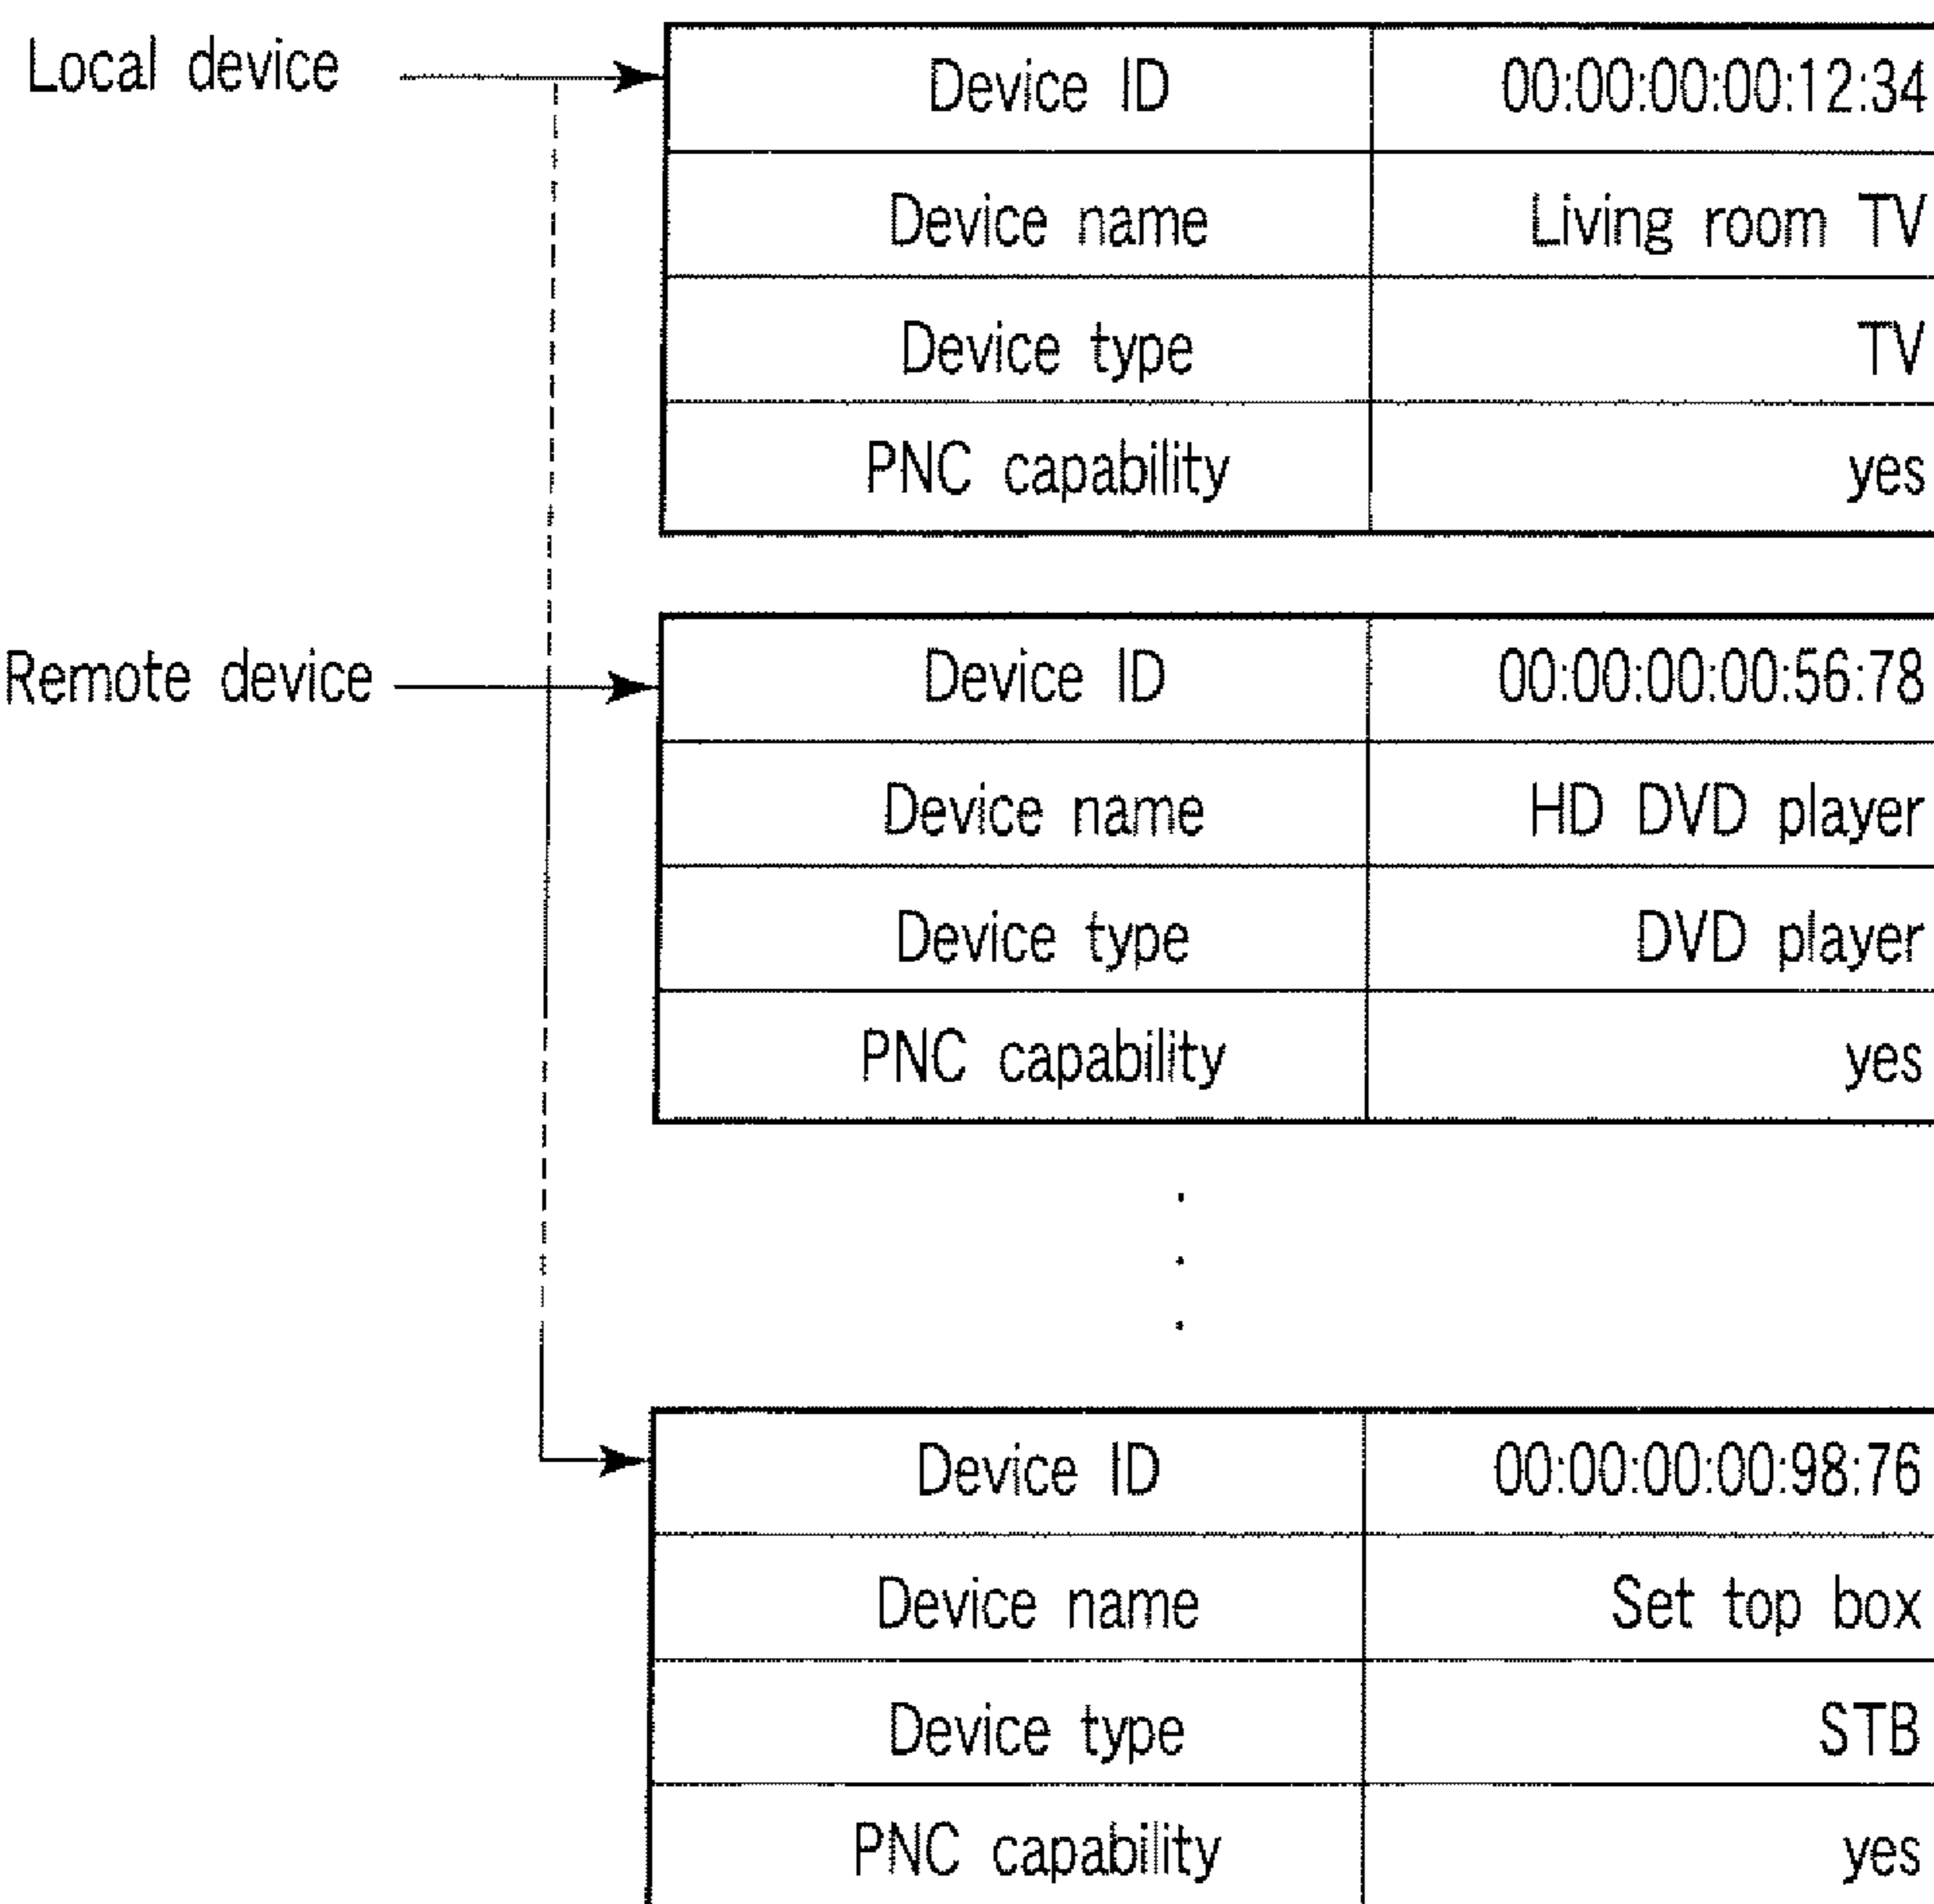 Local device
Device ID 00:00:00:00:12:34
Device name Living room TV
Device type TV
PNC capability yes
Remote device
Device ID 00:00:00:00:56:78
Device name HD DVD player
Device type DVD player
PNC capability yes
Device ID 00:00:00:00:98:76
Device name Set top box
Device type STB
PNC capability yes